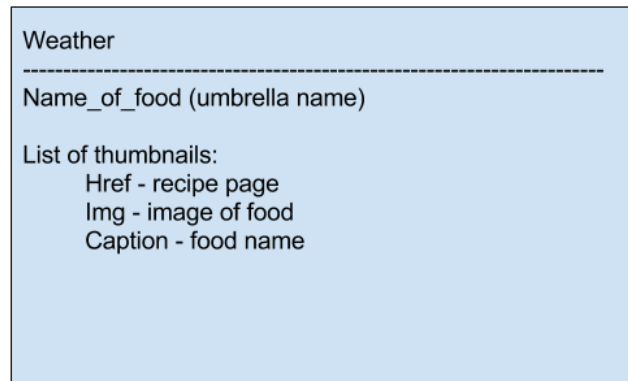 Weather
------------------------------------------------------------------------
Name_of_food (umbrella name)
List of thumbnails:
Href - recipe page
Img - image of food
Caption - food name